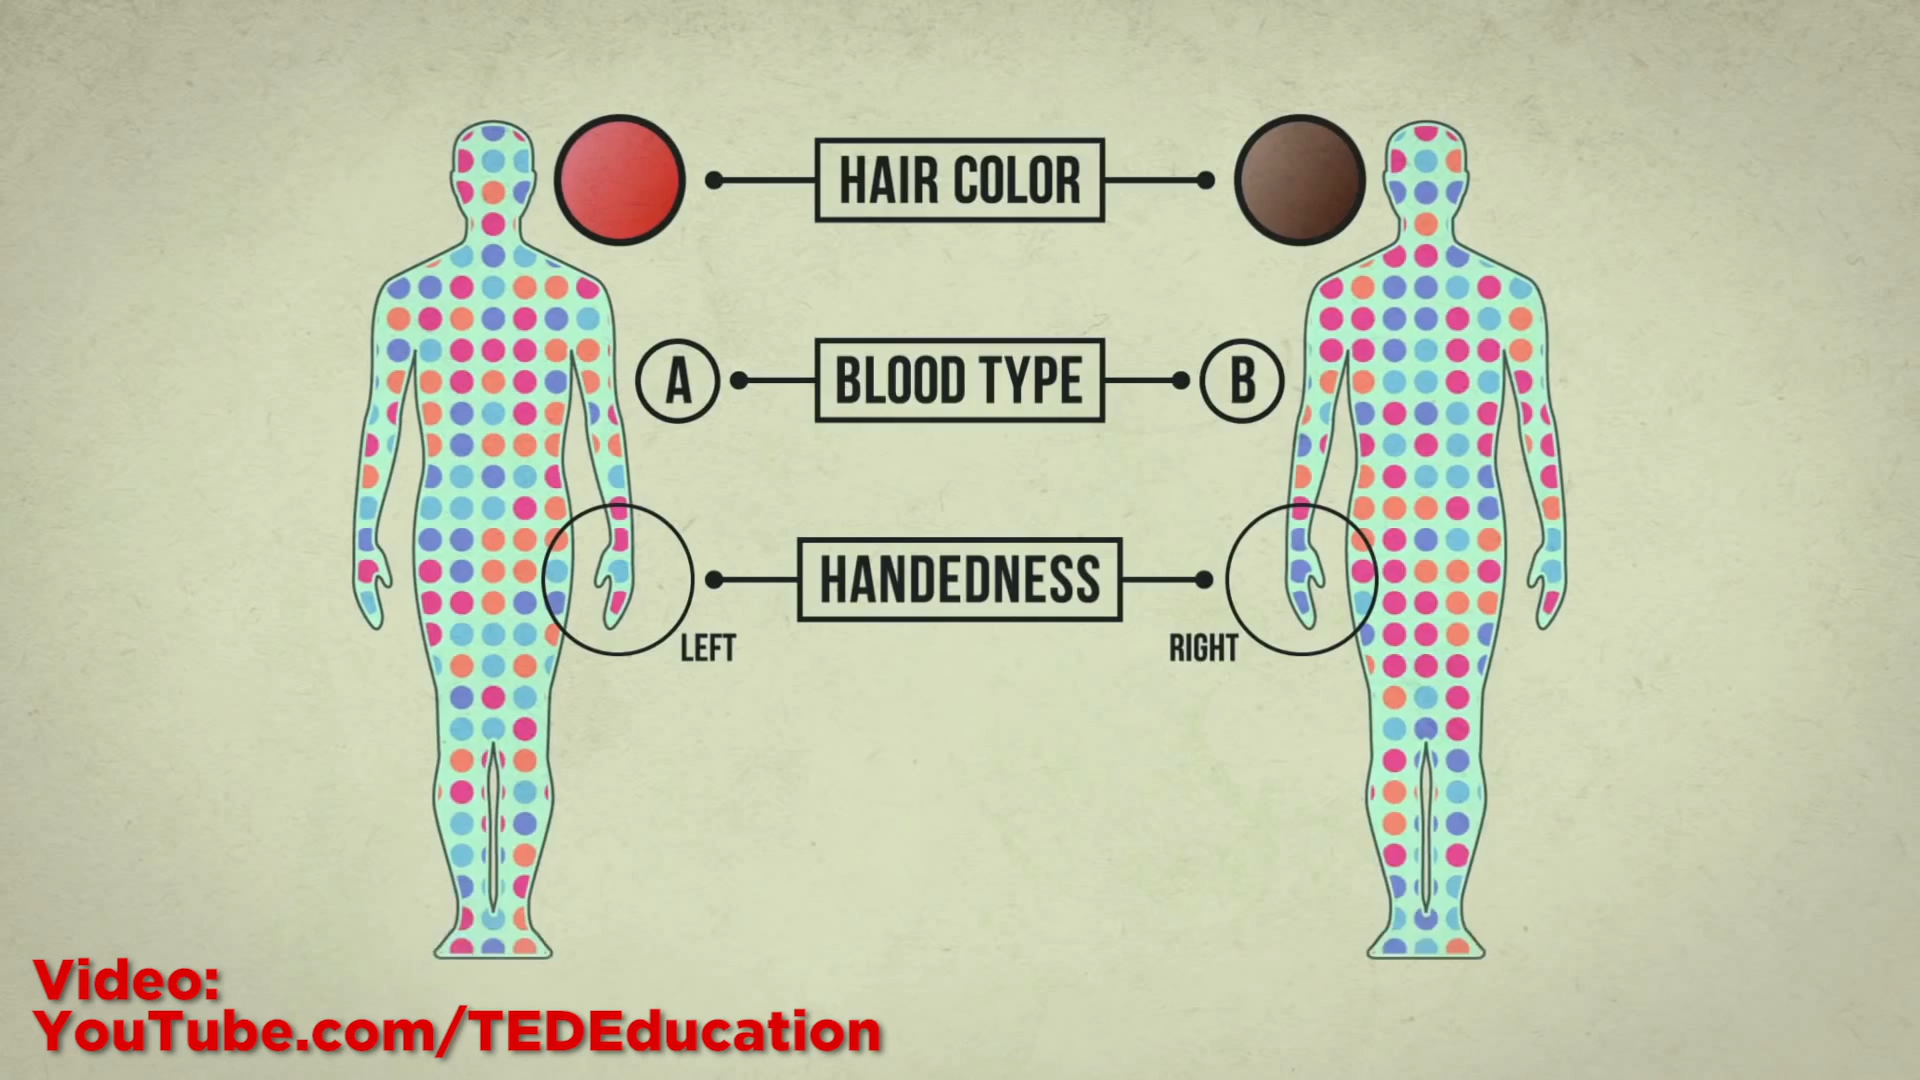 HAIR COLOR
A
BLOOD TYPE
B
HANDEDNESS
LEFT
RIGHT
Video:
YouTube.com/TEDEducation